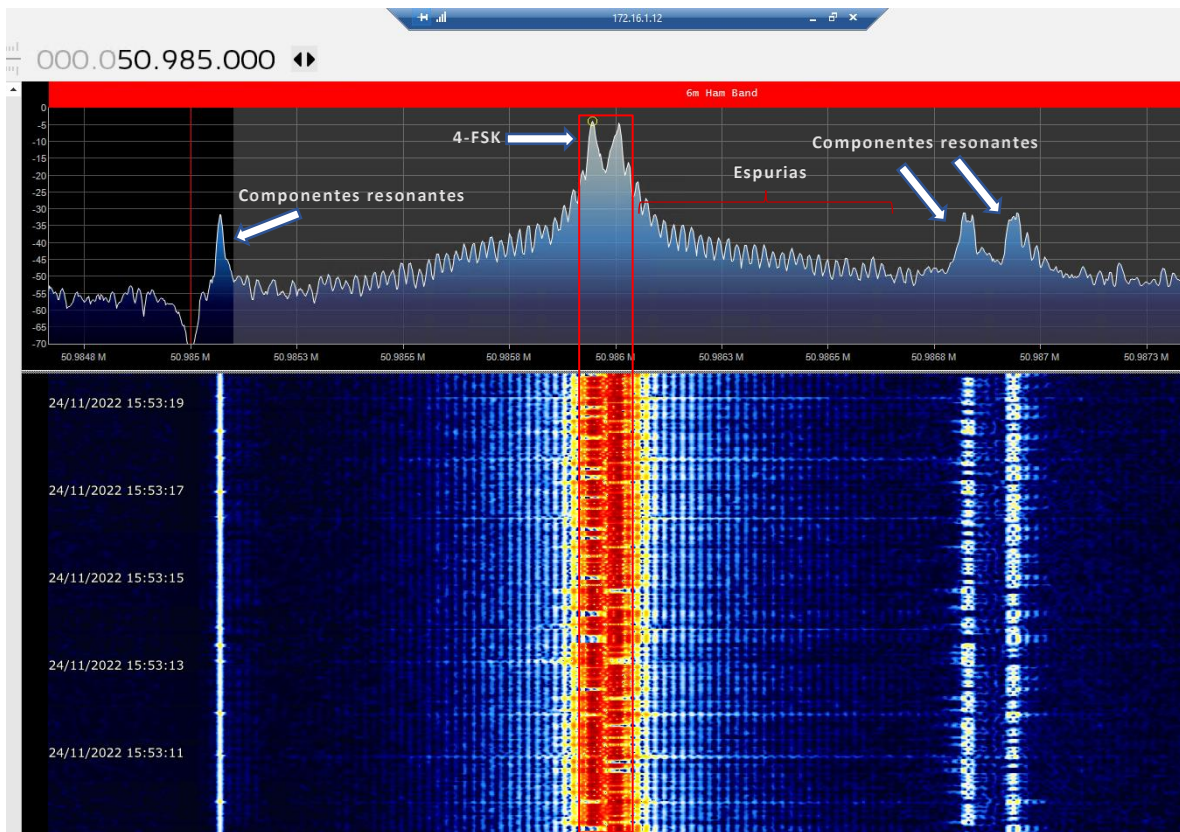 172.16.1.12
000.050.985.000
6m Ham Band
0
-5
-10
-15
-20
-25
-30
-35
-40
-45
-50
-55
-60
-65
-70
4-FSK
Componentes resonantes
Espurias
Componentes resonantes
50.9848 M
50.985 M
50.9853 M
50.9855 M
50.9858 M
50.986 M
50.9863 M
50.9865 M
50.9868 M
50.987 M
50.9873 M
24/11/2022 15:53:19
24/11/2022 15:53:17
24/11/2022 15:53:15
24/11/2022 15:53:13
24/11/2022 15:53:11